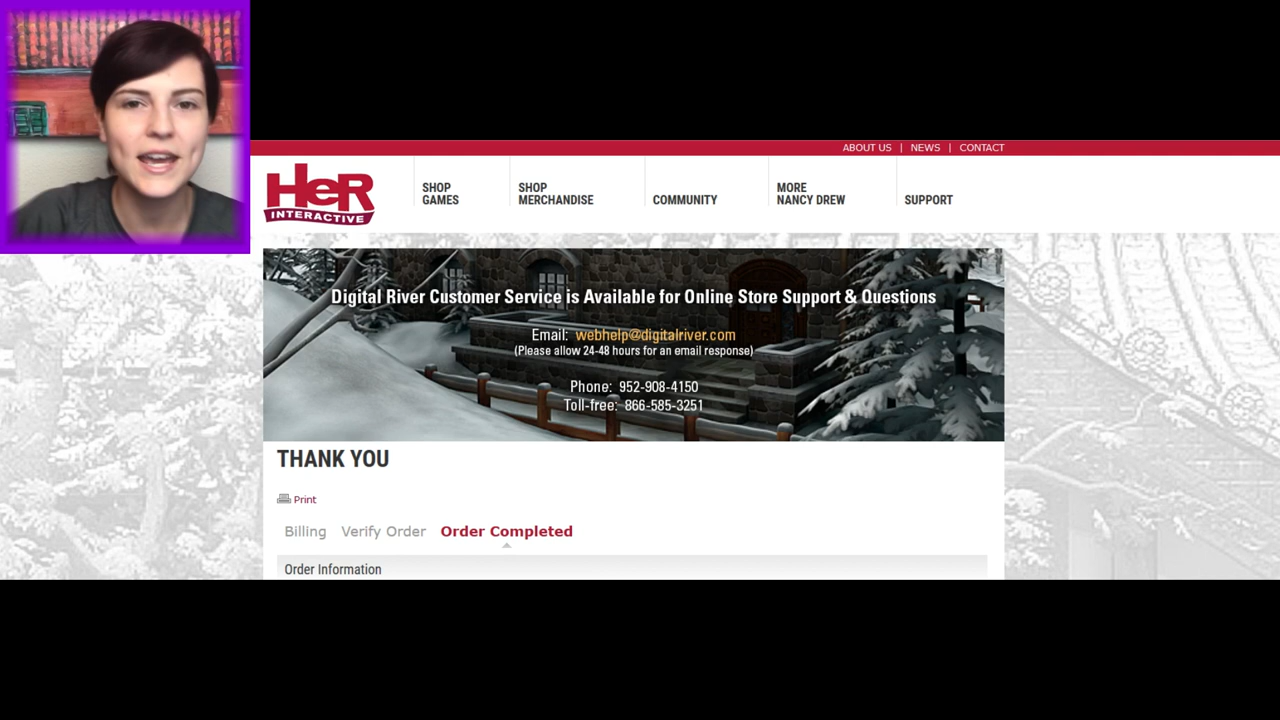 ABOUT US | NEWS | CONTACT
HeR
INTERACTIVE
SHOP
GAMES
SHOP
MERCHANDISE
COMMUNITY
MORE
NANCY DREW
SUPPORT
Digital River Customer Service is Available for Online Store Support & Questions
Email: webhelp@digitalriver.com
(Please allow 24-48 hours for an email response)
Phone: 952-908-4150
Toll-free: 866-585-3251
THANK YOU
Print
Billing Verify Order Order Completed
Order Information